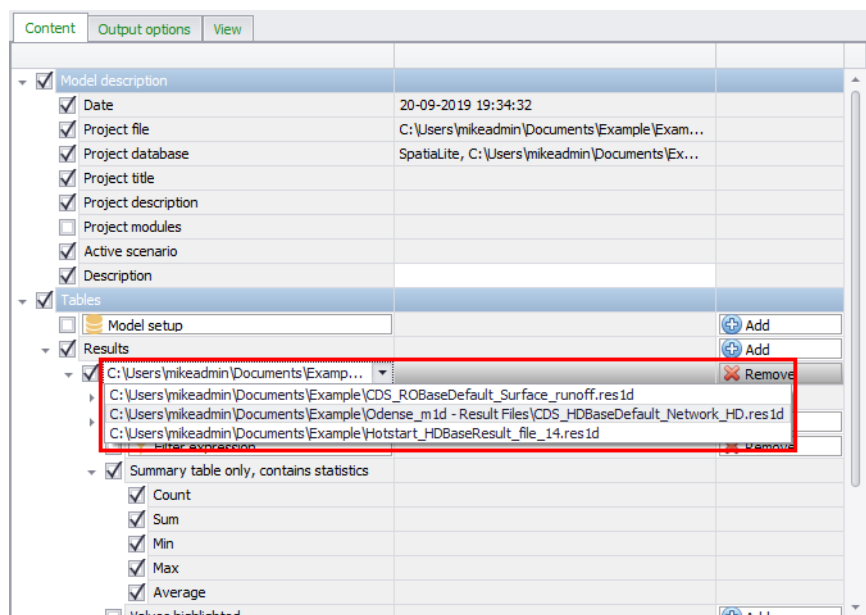 Content Output options View
Model description
Date 20-09-2019 19:34:32
Project file C:\Users\mikeadmin\Documents\Example\Exam...
Project database SpatiaLite, C:\Users\mikeadmin\Documents\Ex...
Project title
Project description
Project modules
Active scenario
Description
Tables
Model setup Add
Results Add
C:\Users\mikeadmin\Documents\Examp... Remove
C:\Users\mikeadmin\Documents\Example\CDS_ROBaseDefault_Surface_runoff.res1d
C:\Users\mikeadmin\Documents\Example\Odense_m1d - Result Files\CDS_HDBaseDefault_Network_HD.res1d
C:\Users\mikeadmin\Documents\Example\Hotstart_HDBaseResult_file_14.res1d
Filter expression Remove
Summary table only, contains statistics
Count
Sum
Min
Max
Average
Values highlighted Add